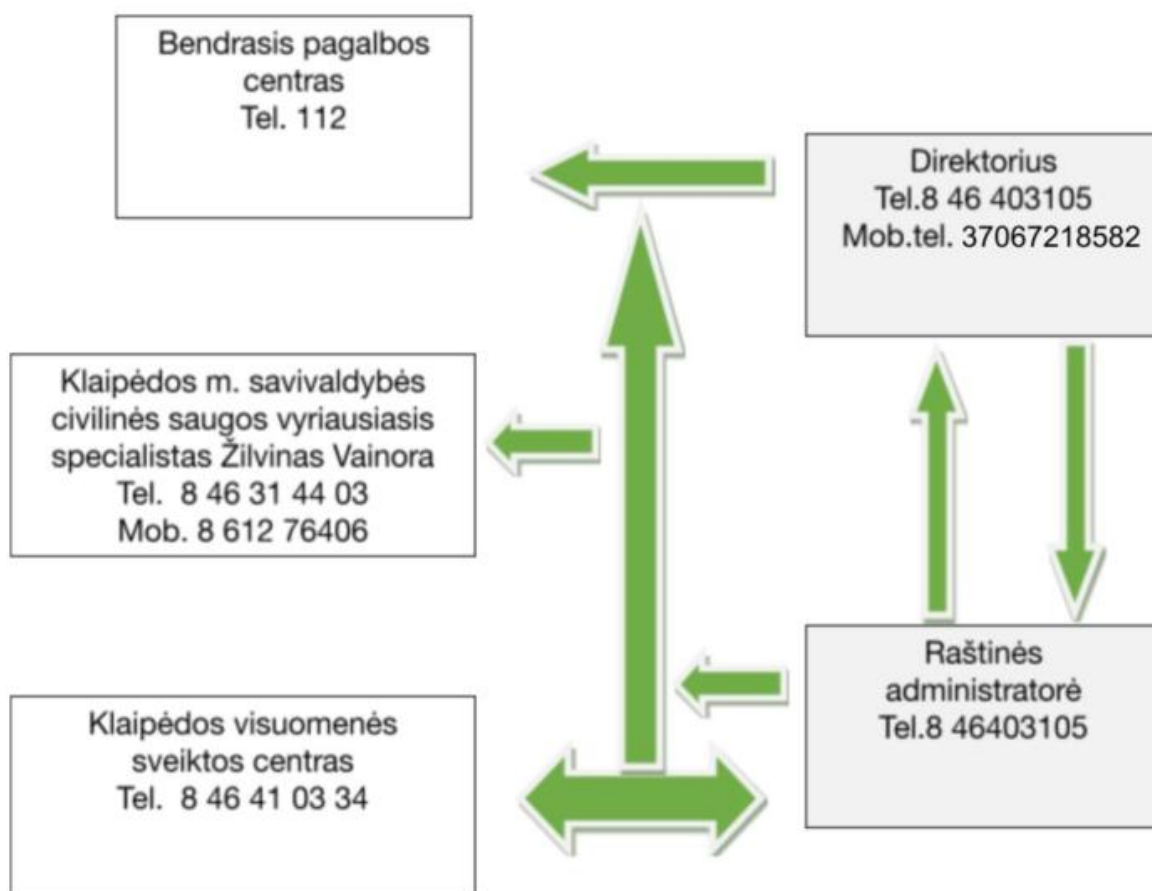 Bendrasis pagalbos
centras
Tel. 112
Direktorius
Tel.8 46 403105
Mob.tel. 37067218582
Klaipėdos m. savivaldybės
civilinės saugos vyriausiasis
specialistas Žilvinas Vainora
Tel. 8 46 31 44 03
Mob. 8 612 76406
Raštinės
administratorė
Tel.8 46403105
Klaipėdos visuomenės
sveiktos centras
Tel. 8 46 41 03 34